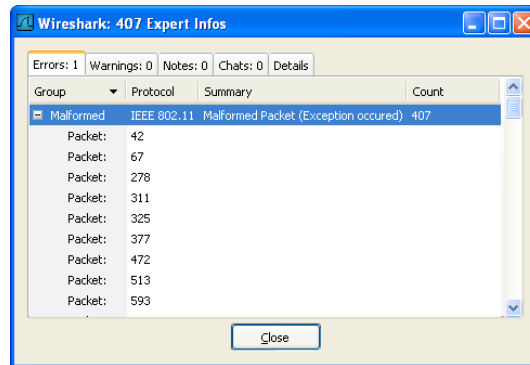 Wireshark: 407 Expert Infos
Errors: 1 Warnings: 0 Notes: 0 Chats: 0 Details
Group Protocol Summary Count
Malformed IEEE 802.11 Malformed Packet (Exception occured) 407
Packet: 42
Packet: 67
Packet: 278
Packet: 311
Packet: 325
Packet: 377
Packet: 472
Packet: 513
Packet: 593
Close